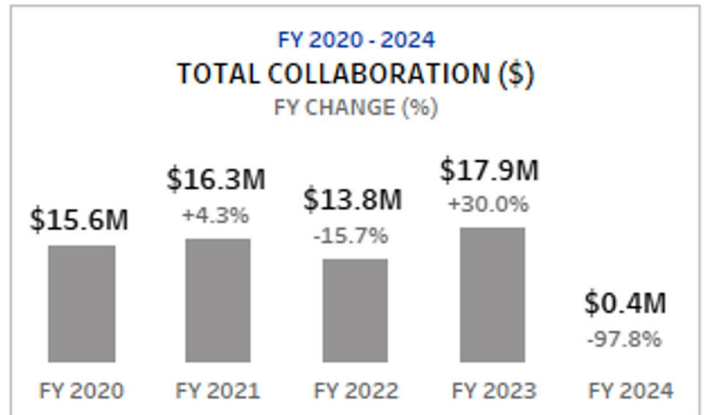 FY 2020 - 2024
TOTAL COLLABORATION ($)
FY CHANGE (%)
$15.6M
$16.3M
+4.3%
$13.8M
-15.7%
$17.9M
+30.0%
$0.4M
-97.8%
FY 2020
FY 2021
FY 2022
FY 2023
FY 2024